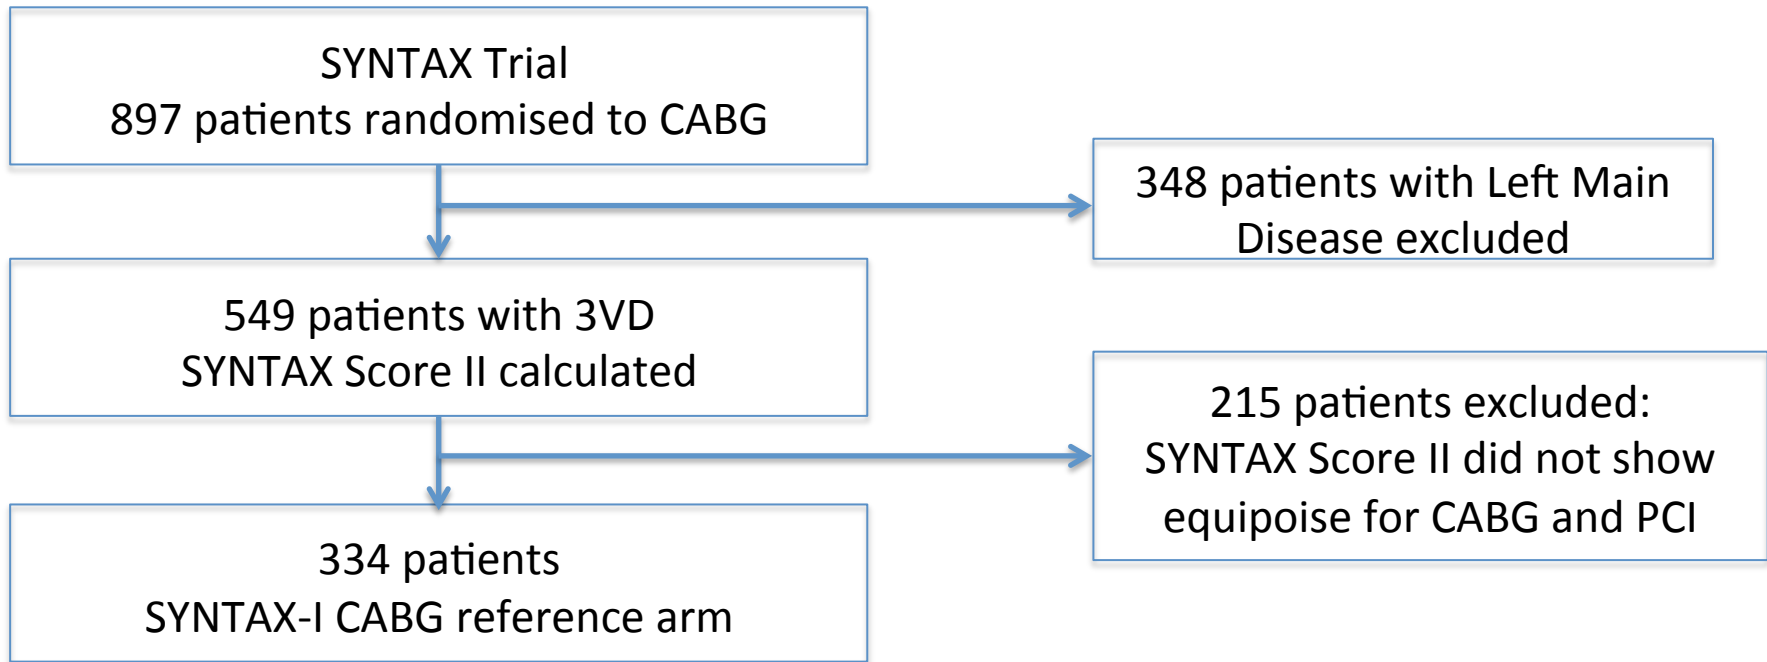 SYNTAX Trial
897 patients randomised to CABG
348 patients with Left Main
Disease excluded
549 patients with 3VD
SYNTAX Score II calculated
215 patients excluded:
SYNTAX Score II did not show
equipoise for CABG and PCI
334 patients
SYNTAX-I CABG reference arm